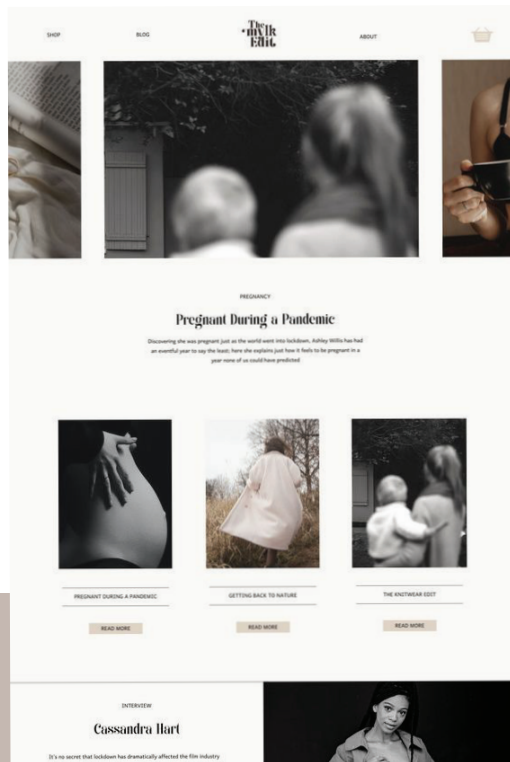 SHOP
BLOG
The
mylk
Edit.
ABOUT
PREGNANCY
Pregnant During a Pandemic
Discovering she was pregnant just as the world went into lockdown, Ashley Willis has had
an eventful year to say the least; here she explains just how it feels to be pregnant in a
year none of us could have predicted.
PREGNANT DURING A PANDEMIC
GETTING BACK TO NATURE
THE KNITWEAR EDIT
READ MORE
READ MORE
READ MORE
INTERVIEW
Cassandra Hart
It's no secret that lockdown has dramatically affected the film industry